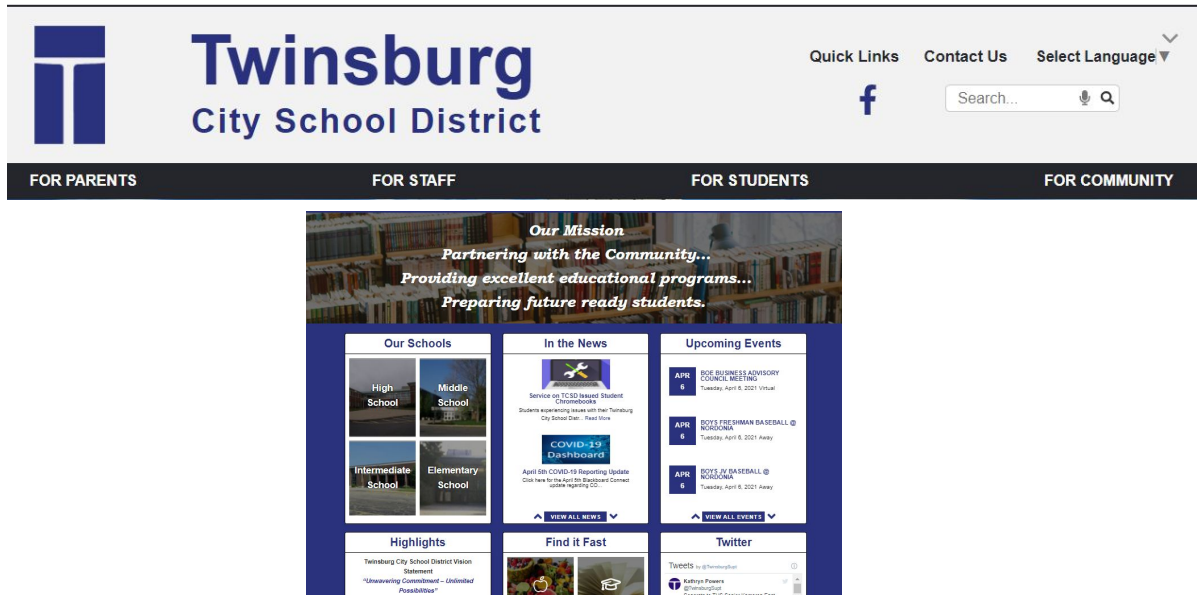 Twinsburg
City School District
Quick Links Contact Us Select Language ▼
Search...
FOR PARENTS FOR STAFF FOR STUDENTS FOR COMMUNITY
Our Mission
Partnering with the Community...
Providing excellent educational programs...
Preparing future ready students.
Our Schools
High School
Middle School
Intermediate School
Elementary School
In the News
Service on TCSD Issued Student
Chromebooks
Students experiencing issues with their Twinsburg
City School Distr... Read More
COVID-19
Dashboard
April 5th COVID-19 Reporting Update
Click here for the April 5th Blackboard Connect
update regarding CO...
VIEW ALL NEWS
Upcoming Events
APR
6
BOE BUSINESS ADVISORY
COUNCIL MEETING
Tuesday, April 6, 2021 Virtual
APR
6
BOYS FRESHMAN BASEBALL @
NORDONIA
Tuesday, April 6, 2021 Away
APR
6
BOYS JV BASEBALL @
NORDONIA
Tuesday, April 6, 2021 Away
VIEW ALL EVENTS
Highlights
Twinsburg City School District Vision
Statement
"Unwavering Commitment – Unlimited
Possibilities"
Find it Fast
Twitter
Tweets by @TwinsburgSupt
Kathryn Powers
@TwinsburgSupt